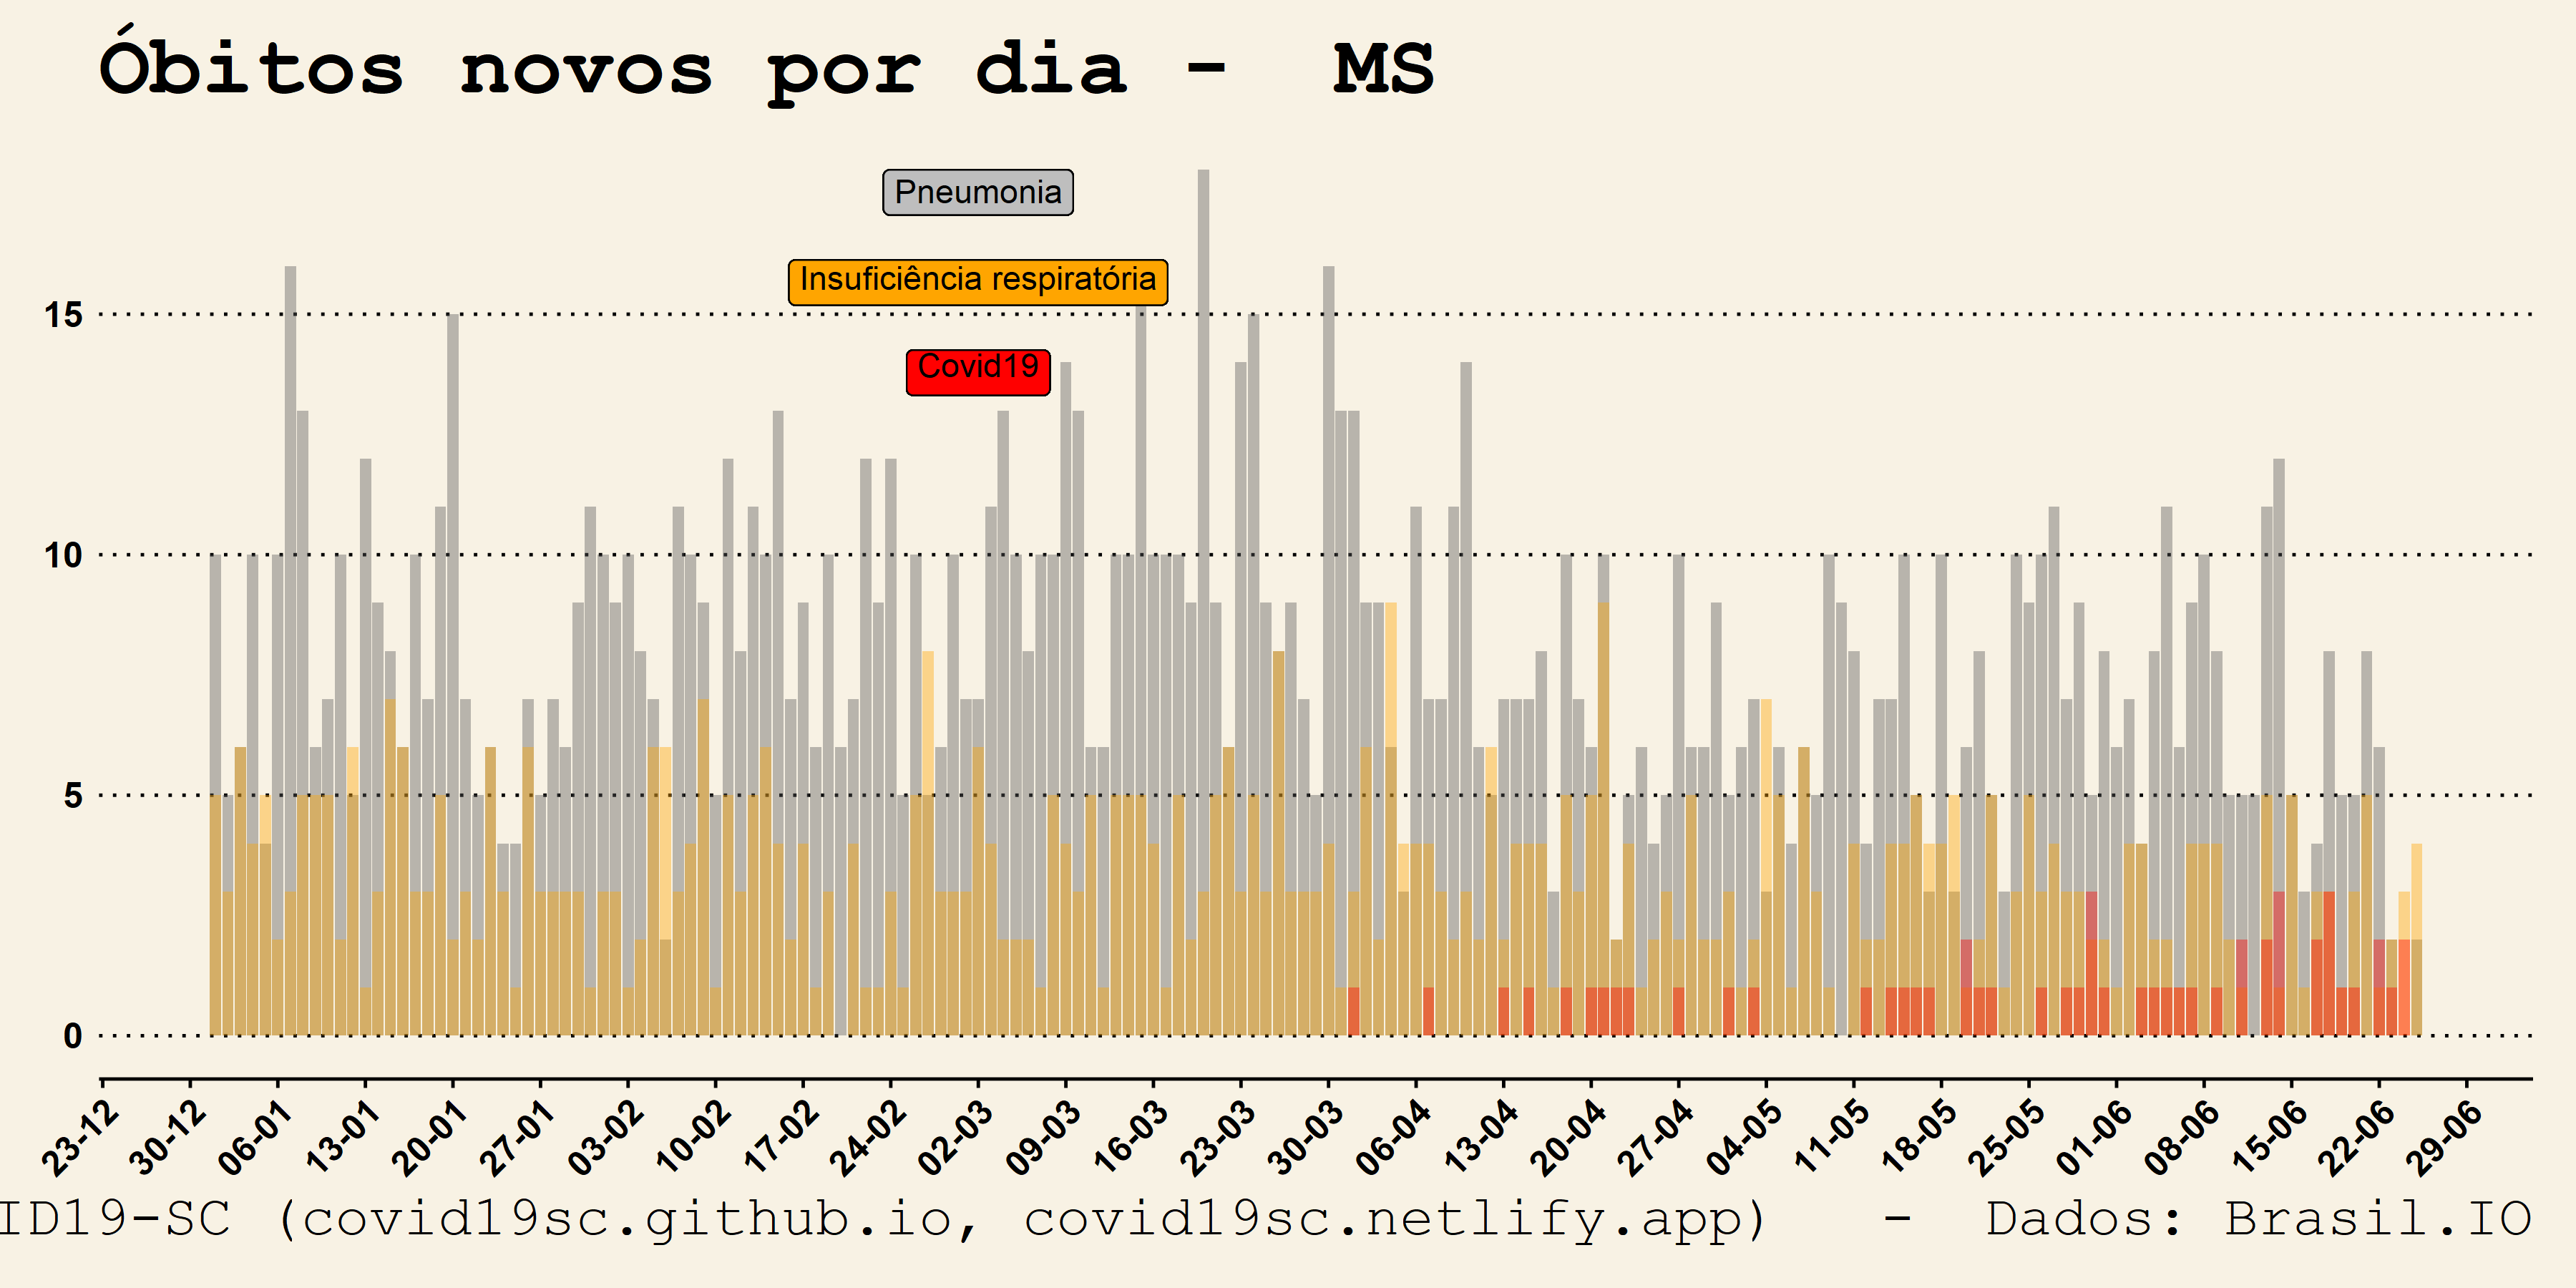 Óbitos novos por dia - MS
Pneumonia
Insuficiência respiratória
Covid19
15
10
5
0
23-12 30-12 06-01 13-01 20-01 27-01 03-02 10-02 17-02 24-02 02-03 09-03 16-03 23-03 30-03 06-04 13-04 20-04 27-04 04-05 11-05 18-05 25-05 01-06 08-06 15-06 22-06 29-06
ID19-SC (covid19sc.github.io, covid19sc.netlify.app) - Dados: Brasil.IO